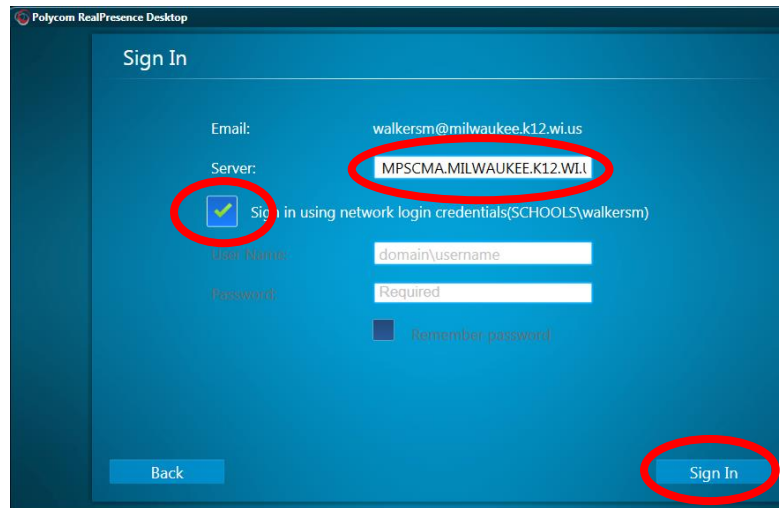 Polycom RealPresence Desktop
Sign In
Email: walkersm@milwaukee.k12.wi.us
Server: MPSCMA.MILWAUKEE.K12.WI.U
Sign in using network login credentials(SCHOOLS\walkersm)
User Name: domain\username
Password: Required
Remember password
Back Sign In